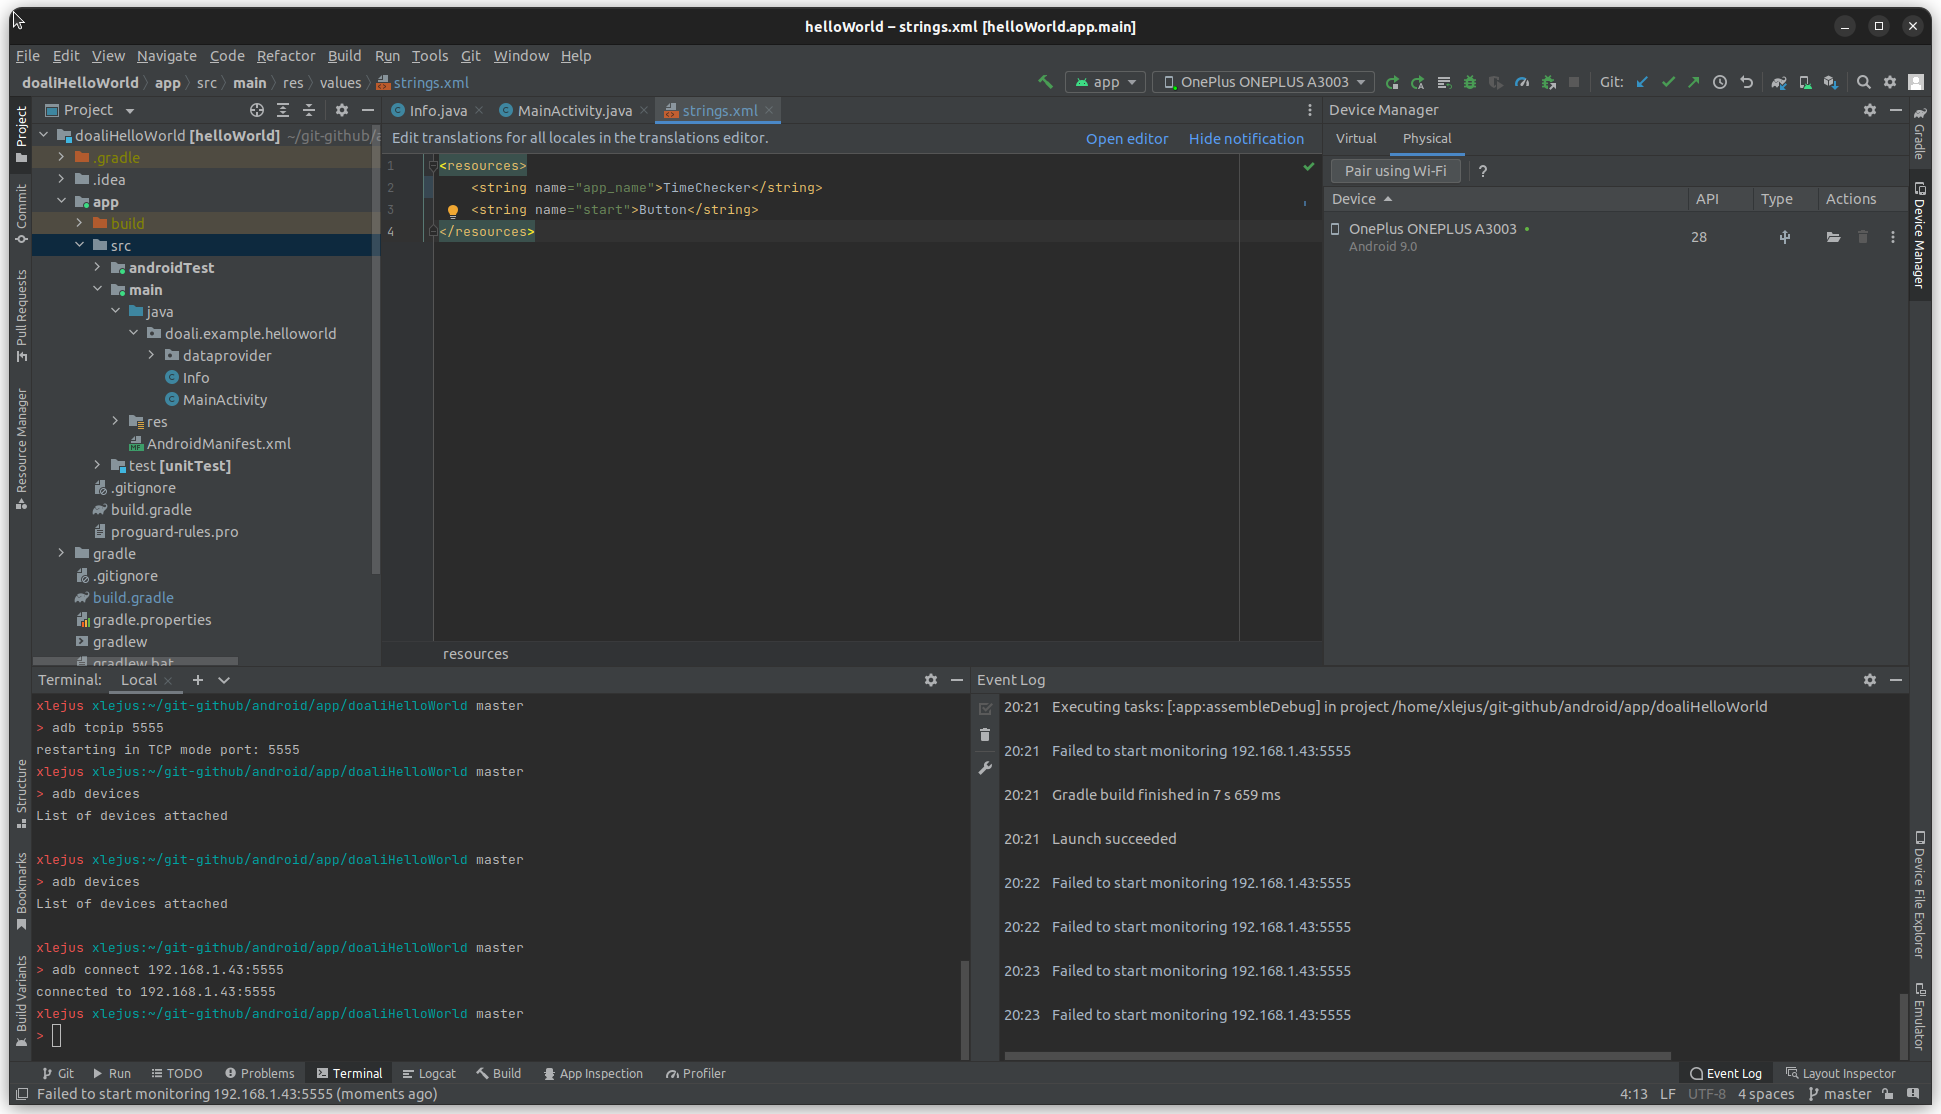 helloWorld – strings.xml [helloWorld.app.main]
File Edit View Navigate Code Refactor Build Run Tools Git Window Help
doaliHelloWorld app src main res values strings.xml
app OnePlus ONEPLUS A3003 Git:
Project
Info.java MainActivity.java strings.xml
Device Manager
Edit translations for all locales in the translations editor. Open editor Hide notification
Virtual Physical
Pair using Wi-Fi ?
Device API Type Actions
OnePlus ONEPLUS A3003 28
Android 9.0
doaliHelloWorld [helloWorld] ~/git-github/a
.gradle
.idea
app
build
src
androidTest
main
java
doali.example.helloworld
dataprovider
Info
MainActivity
res
AndroidManifest.xml
test [unitTest]
.gitignore
build.gradle
proguard-rules.pro
gradle
.gitignore
build.gradle
gradle.properties
gradlew
gradlew.bat
1 <resources>
2 <string name="app_name">TimeChecker</string>
3 <string name="start">Button</string>
4 </resources>
resources
Project
Commit
Pull Requests
Resource Manager
Structure
Bookmarks
Build Variants
Gradle
Device Manager
Device File Explorer
Emulator
Terminal: Local
xlejus xlejus:~/git-github/android/app/doaliHelloWorld master
> adb tcpip 5555
restarting in TCP mode port: 5555
xlejus xlejus:~/git-github/android/app/doaliHelloWorld master
> adb devices
List of devices attached
xlejus xlejus:~/git-github/android/app/doaliHelloWorld master
> adb devices
List of devices attached
xlejus xlejus:~/git-github/android/app/doaliHelloWorld master
> adb connect 192.168.1.43:5555
connected to 192.168.1.43:5555
xlejus xlejus:~/git-github/android/app/doaliHelloWorld master
>
Event Log
20:21 Executing tasks: [:app:assembleDebug] in project /home/xlejus/git-github/android/app/doaliHelloWorld
20:21 Failed to start monitoring 192.168.1.43:5555
20:21 Gradle build finished in 7 s 659 ms
20:21 Launch succeeded
20:22 Failed to start monitoring 192.168.1.43:5555
20:22 Failed to start monitoring 192.168.1.43:5555
20:23 Failed to start monitoring 192.168.1.43:5555
20:23 Failed to start monitoring 192.168.1.43:5555
Git Run TODO Problems Terminal Logcat Build App Inspection Profiler Event Log Layout Inspector
Failed to start monitoring 192.168.1.43:5555 (moments ago) 4:13 LF UTF-8 4 spaces master